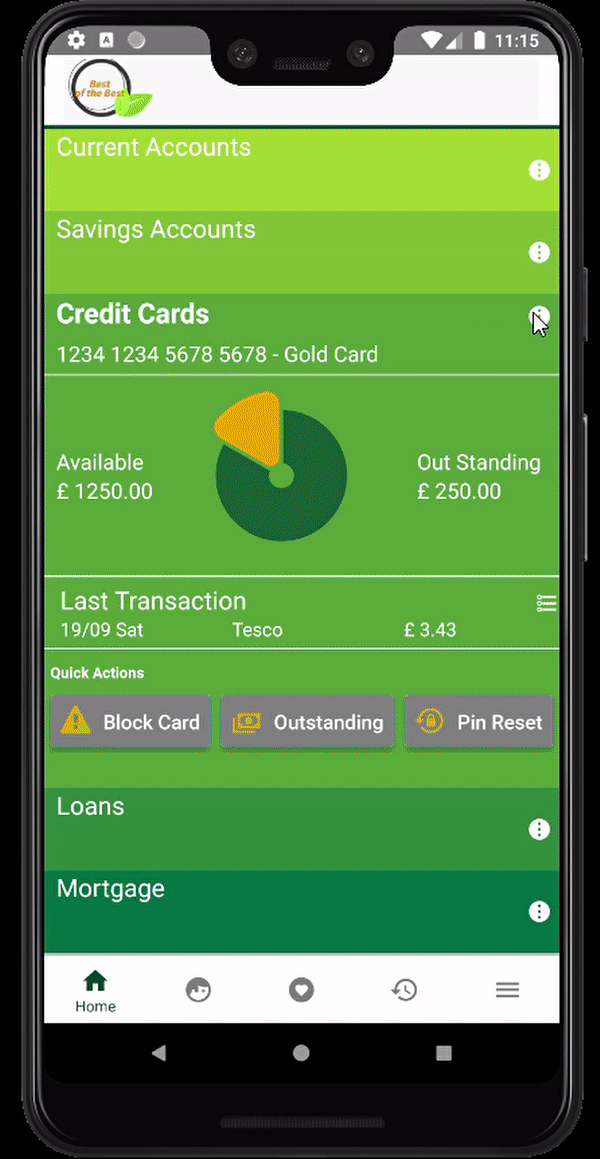 11:15
A
Best
of the Best
Current Accounts
Savings Accounts
Credit Cards
1234 1234 5678 5678 - Gold Card
Available
£ 1250.00
Out Standing
£ 250.00
Last Transaction
19/09 Sat Tesco £ 3.43
Quick Actions
Block Card Outstanding Pin Reset
Loans
Mortgage
Home